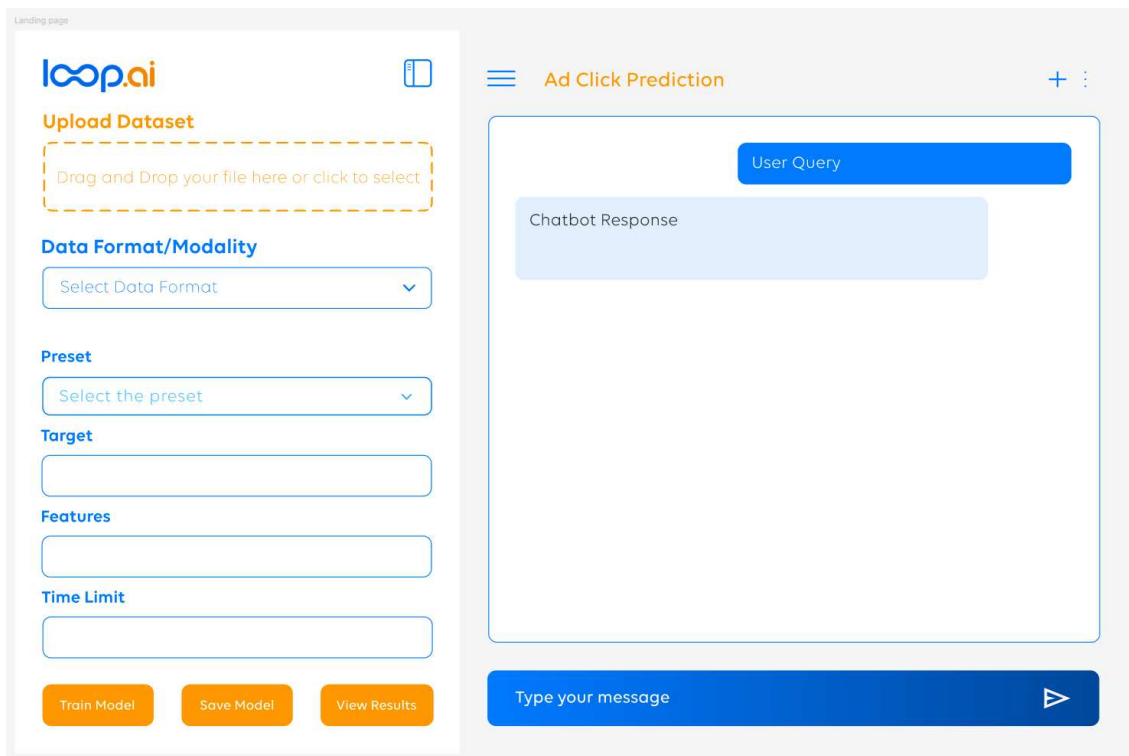 Landing page
loop.ai
Upload Dataset
Drag and Drop your file here or click to select
Data Format/Modality
Select Data Format
Preset
Select the preset
Target
Features
Time Limit
Train Model
Save Model
View Results
Ad Click Prediction
User Query
Chatbot Response
Type your message